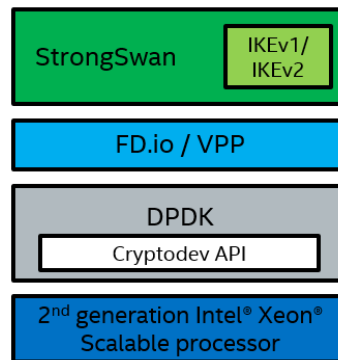 StrongSwan
IKEv1/
IKEv2
FD.io / VPP
DPDK
Cryptodev API
2nd generation Intel® Xeon®
Scalable processor